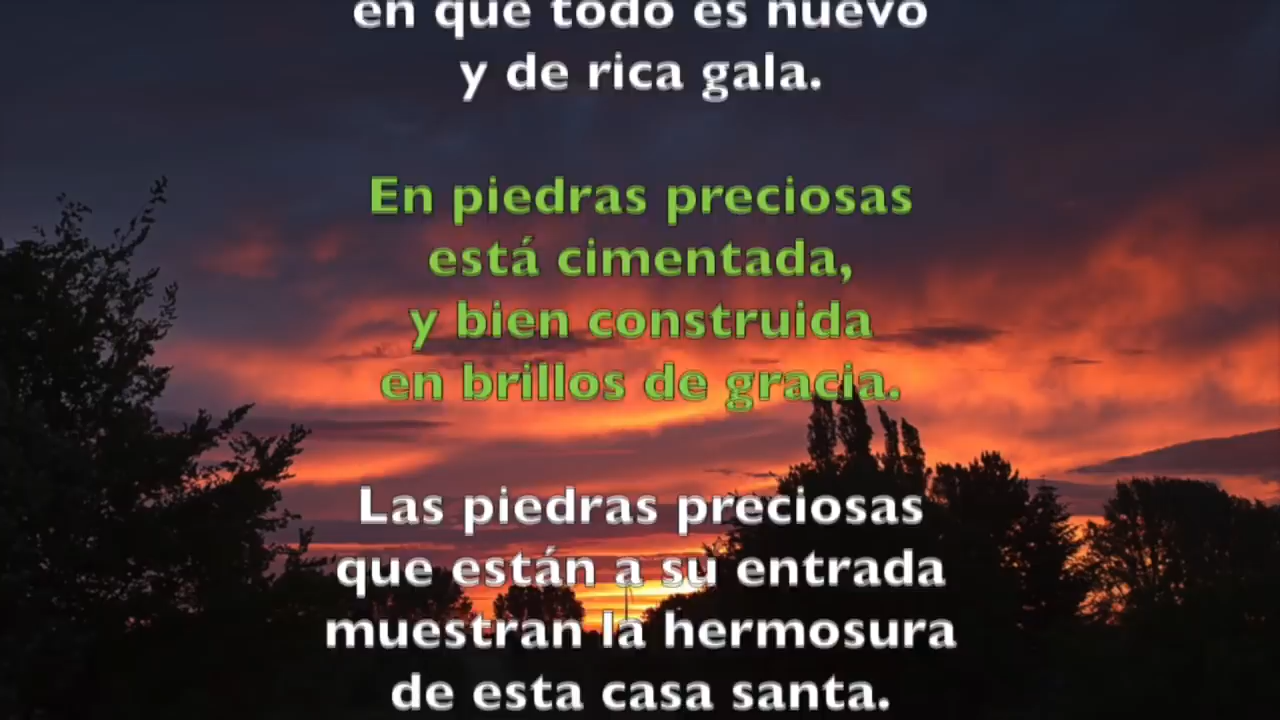 en que todo es nuevo
y de rica gala.
En piedras preciosas
está cimentada,
y bien construida
en brillos de gracia.
Las piedras preciosas
que están a su entrada
muestran la hermosura
de esta casa santa.